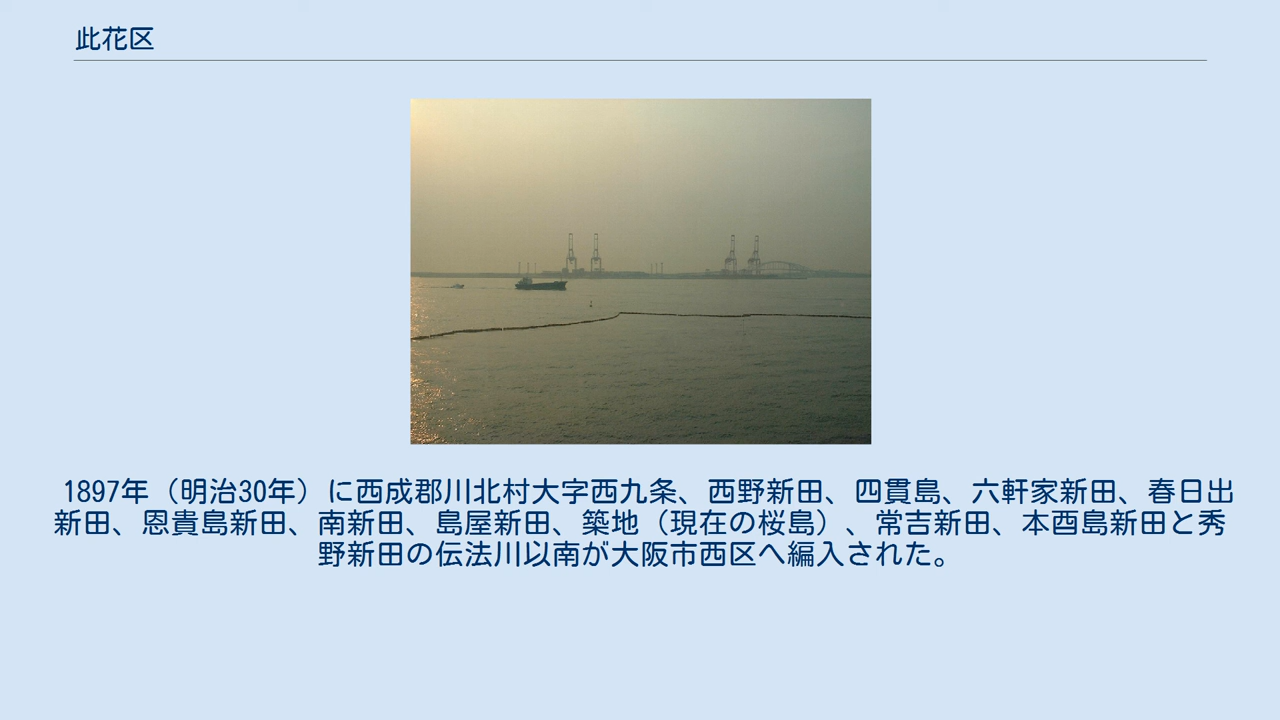 此花区
1897年（明治30年）に西成郡川北村大字西九条、西野新田、四貫島、六軒家新田、春日出
新田、恩貴島新田、南新田、島屋新田、築地（現在の桜島）、常吉新田、本酉島新田と秀
野新田の伝法川以南が大阪市西区へ編入された。